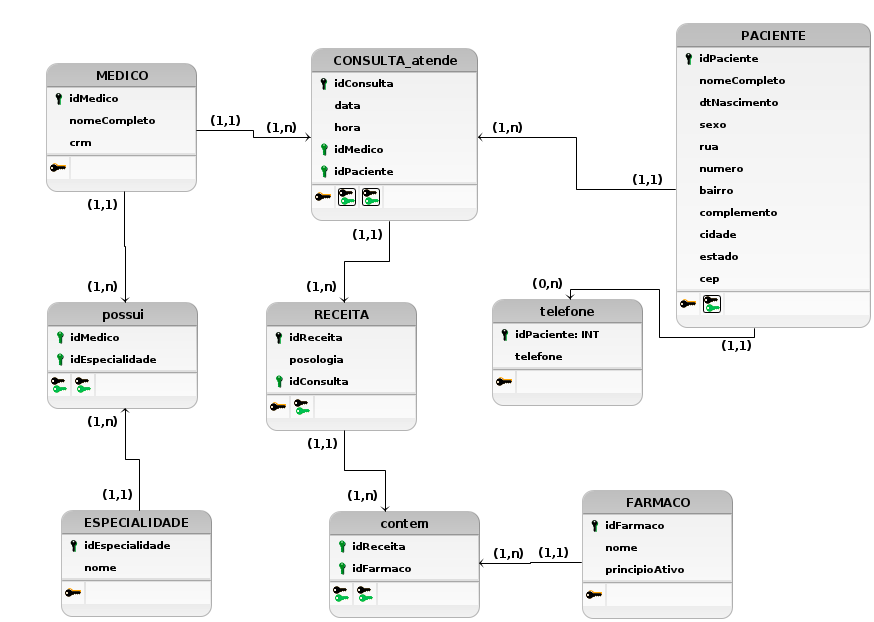 MEDICO
idMedico
nomeCompleto
crm
(1,1)
(1,n)
CONSULTA_atende
idConsulta
data
hora
idMedico
idPaciente
(1,n)
(1,1)
PACIENTE
idPaciente
nomeCompleto
dtNascimento
sexo
rua
numero
bairro
complemento
cidade
estado
cep
(1,1)
(1,n)
possui
idMedico
idEspecialidade
(1,1)
(1,n)
RECEITA
idReceita
posologia
idConsulta
(0,n)
(1,1)
telefone
idPaciente: INT
telefone
(1,n)
(1,1)
ESPECIALIDADE
idEspecialidade
nome
(1,1)
(1,n)
contem
idReceita
idFarmaco
(1,n)
(1,1)
FARMACO
idFarmaco
nome
principioAtivo